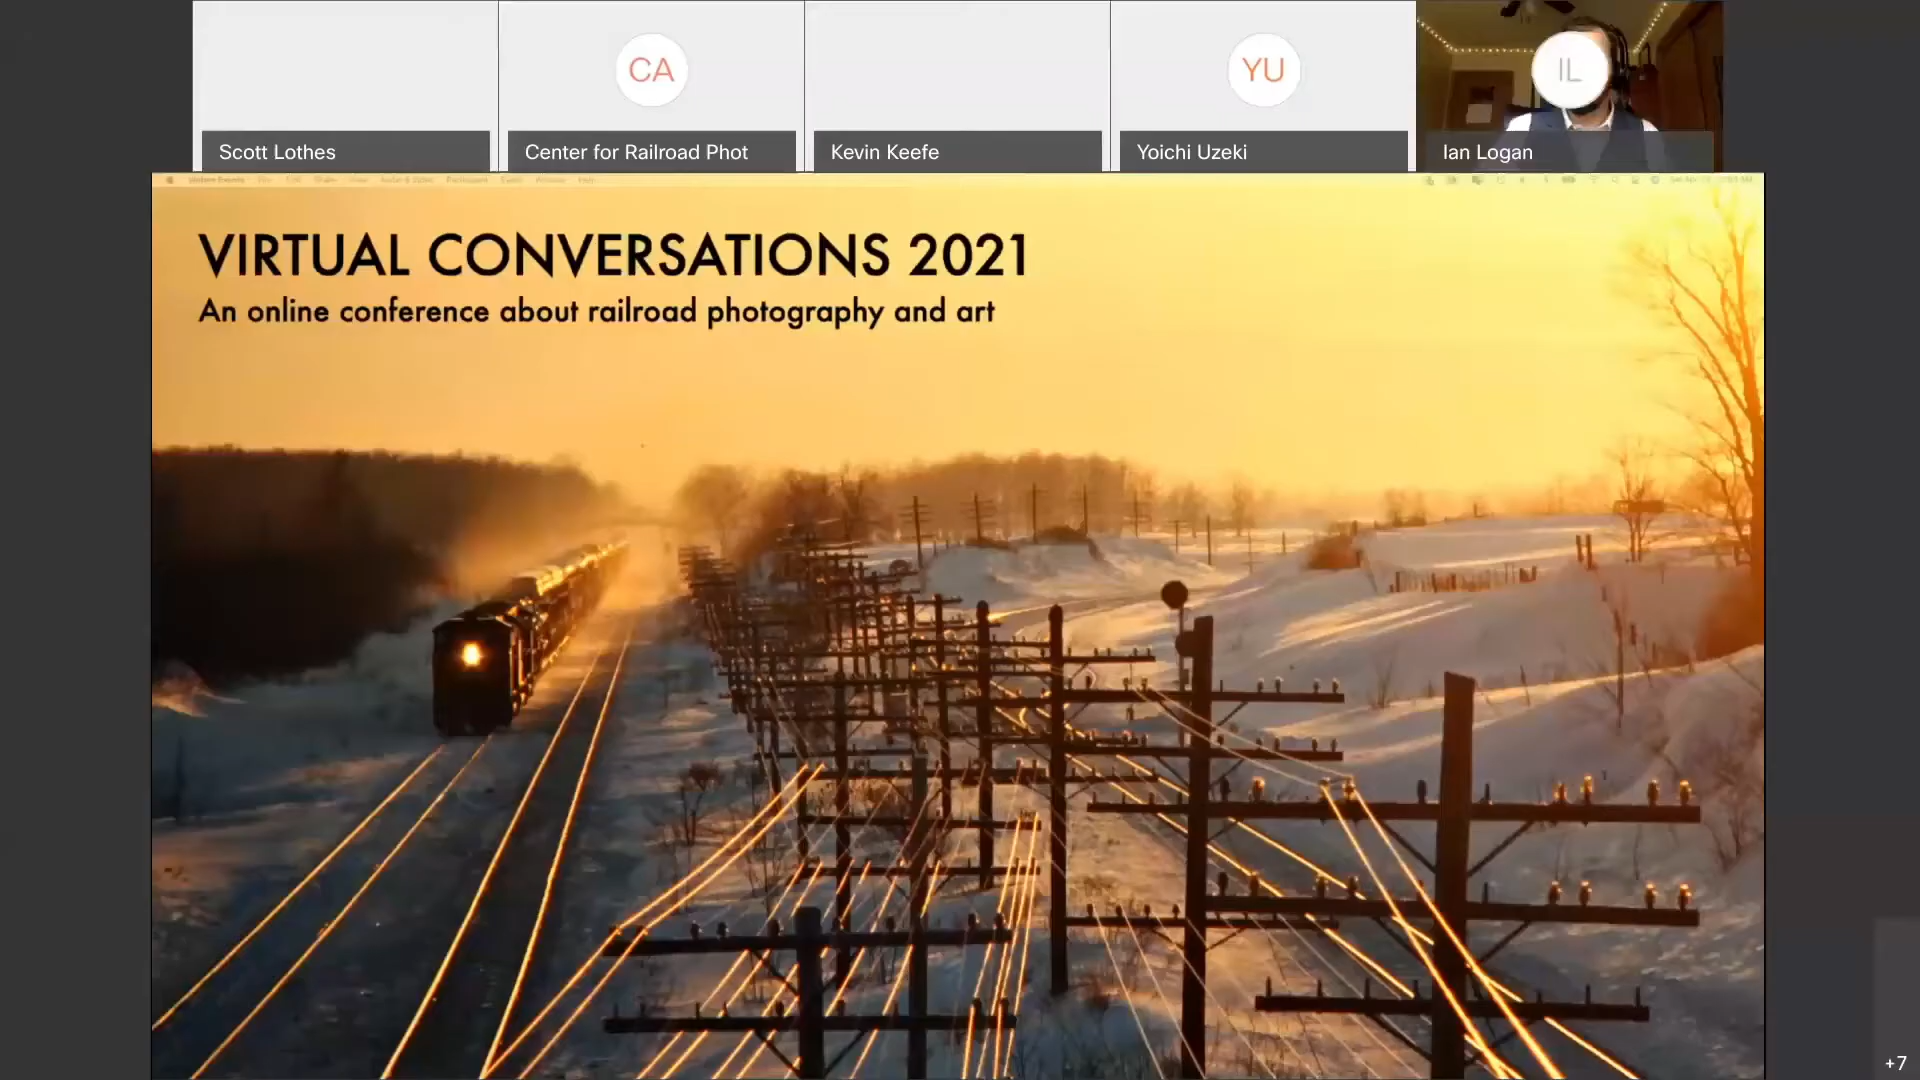 CA
YU
IL
Scott Lothes
Center for Railroad Phot
Kevin Keefe
Yoichi Uzeki
Ian Logan
VIRTUAL CONVERSATIONS 2021
An online conference about railroad photography and art
+7